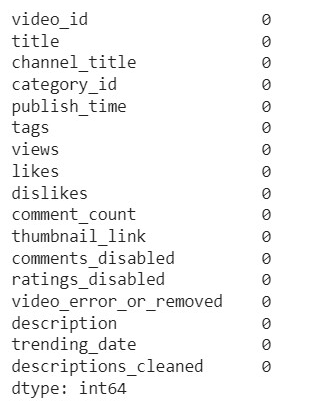 video_id 0
title 0
channel_title 0
category_id 0
publish_time 0
tags 0
views 0
likes 0
dislikes 0
comment_count 0
thumbnail_link 0
comments_disabled 0
ratings_disabled 0
video_error_or_removed 0
description 0
trending_date 0
descriptions_cleaned 0
dtype: int64